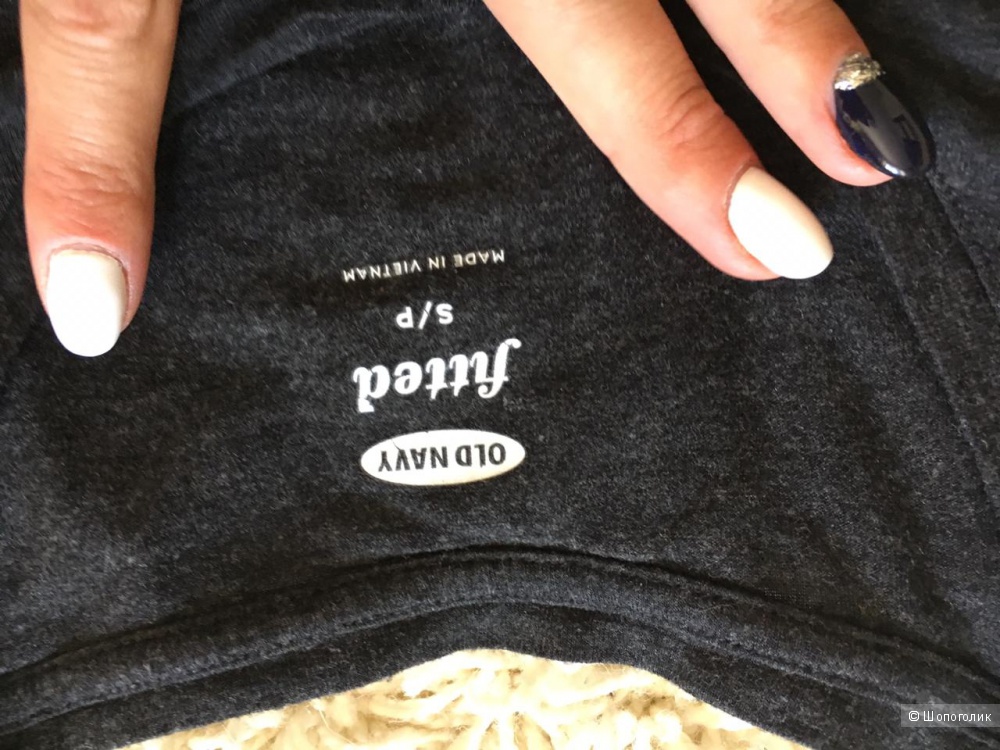 OLD NAVY
fitted
S/P
MADE IN VIETNAM
© Шопоголик